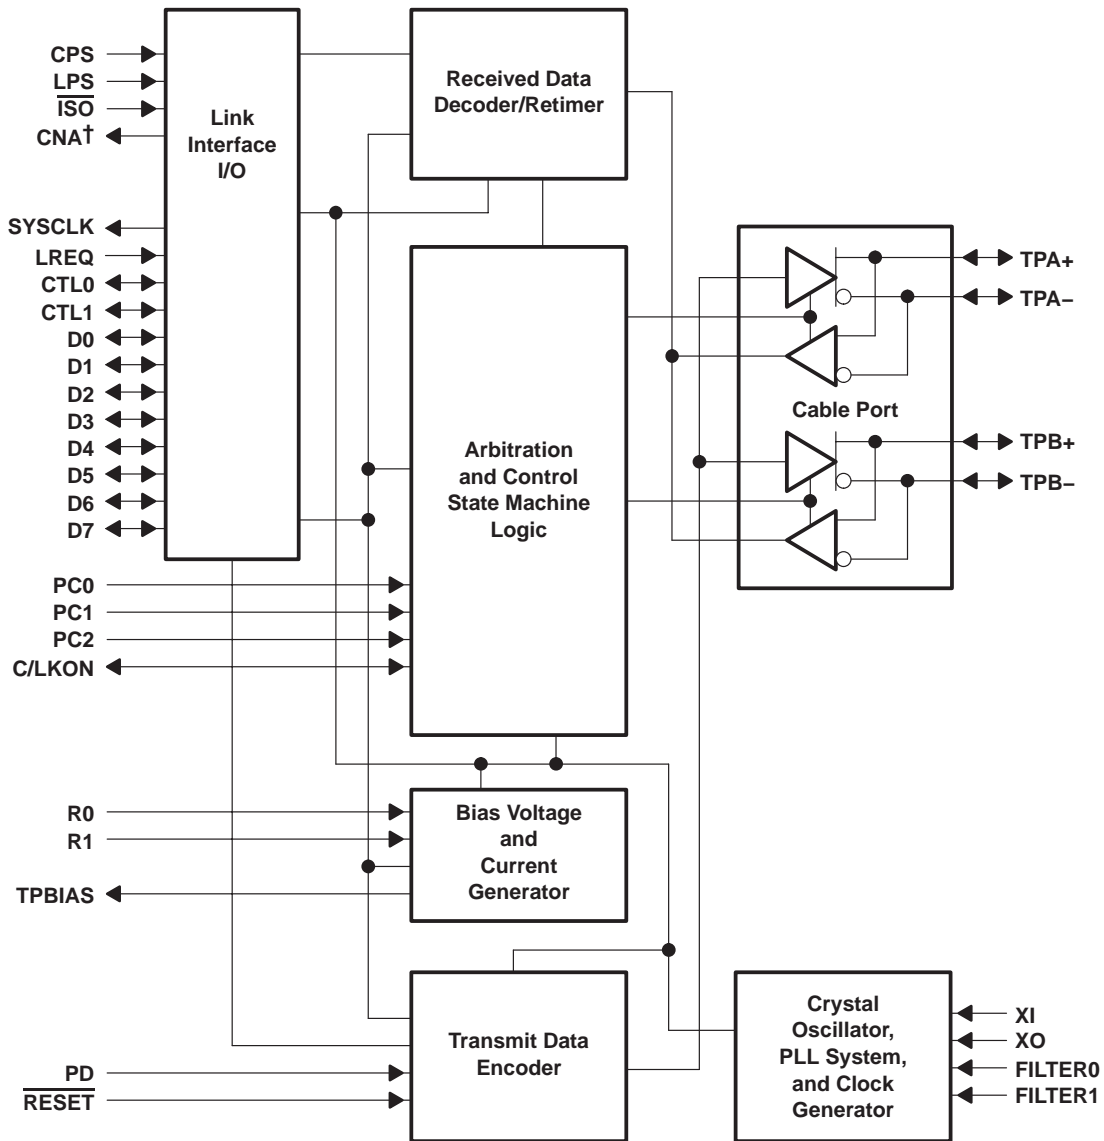 CPS
LPS
ISO
CNA†
SYSCLK
LREQ
CTL0
CTL1
D0
D1
D2
D3
D4
D5
D6
D7
PC0
PC1
PC2
C/LKON
R0
R1
TPBIAS
PD
RESET
Link
Interface
I/O
Received Data
Decoder/Retimer
Arbitration
and Control
State Machine
Logic
Bias Voltage
and
Current
Generator
Transmit Data
Encoder
Cable Port
TPA+
TPA–
TPB+
TPB–
Crystal
Oscillator,
PLL System,
and Clock
Generator
XI
XO
FILTER0
FILTER1